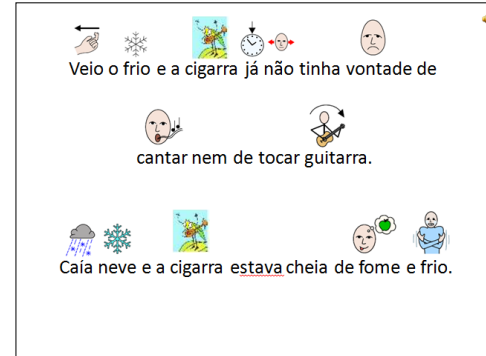 Veio o frio e a cigarra já não tinha vontade de
cantar nem de tocar guitarra.
Caía neve e a cigarra estava cheia de fome e frio.